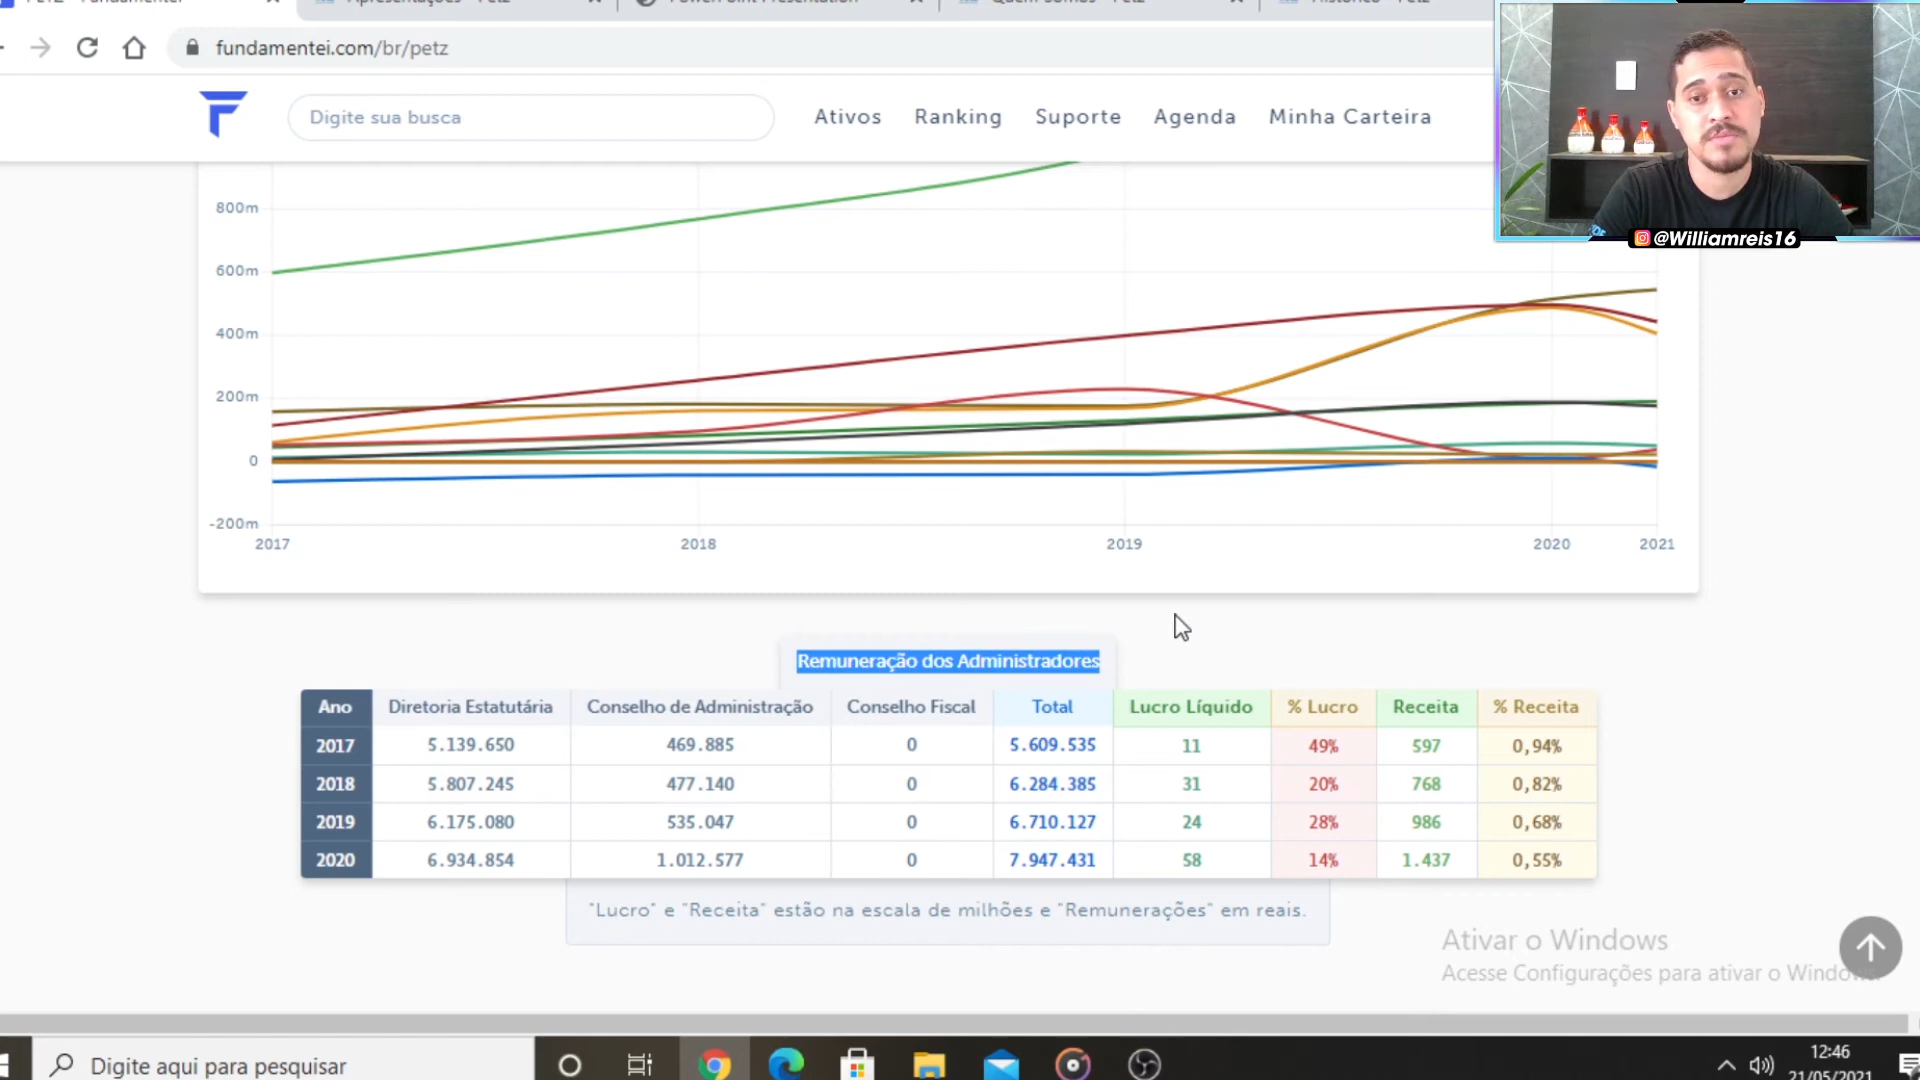 fundamentei.com/br/petz
Digite sua busca
Ativos Ranking Suporte Agenda Minha Carteira
@Williamreis16
800m
600m
400m
200m
0
-200m
2017 2018 2019 2020 2021
Remuneração dos Administradores
Ano Diretoria Estatutária Conselho de Administração Conselho Fiscal Total Lucro Líquido % Lucro Receita % Receita
2017 5.139.650 469.885 0 5.609.535 11 49% 597 0,94%
2018 5.807.245 477.140 0 6.284.385 31 20% 768 0,82%
2019 6.175.080 535.047 0 6.710.127 24 28% 986 0,68%
2020 6.934.854 1.012.577 0 7.947.431 58 14% 1.437 0,55%
"Lucro" e "Receita" estão na escala de milhões e "Remunerações" em reais.
Ativar o Windows
Acesse Configurações para ativar o Windows.
Digite aqui para pesquisar
12:46
21/05/2021